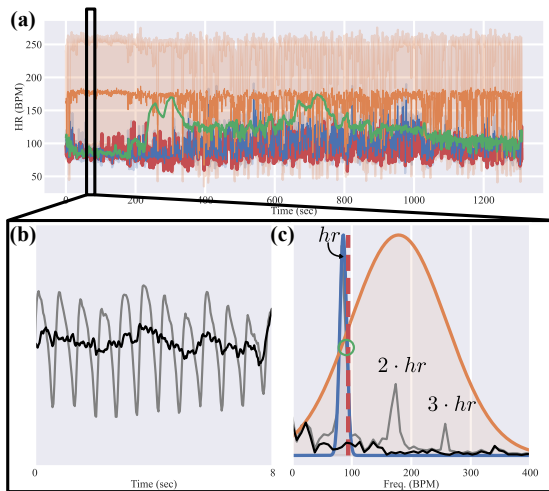 (a)
HR (BPM)
250
200
150
100
50
0 200 400 600 800 1000 1200
Time (sec)
(b)
0 8
Time (sec)
(c)
hr
2 · hr
3 · hr
0 100 200 300 400
Freq. (BPM)